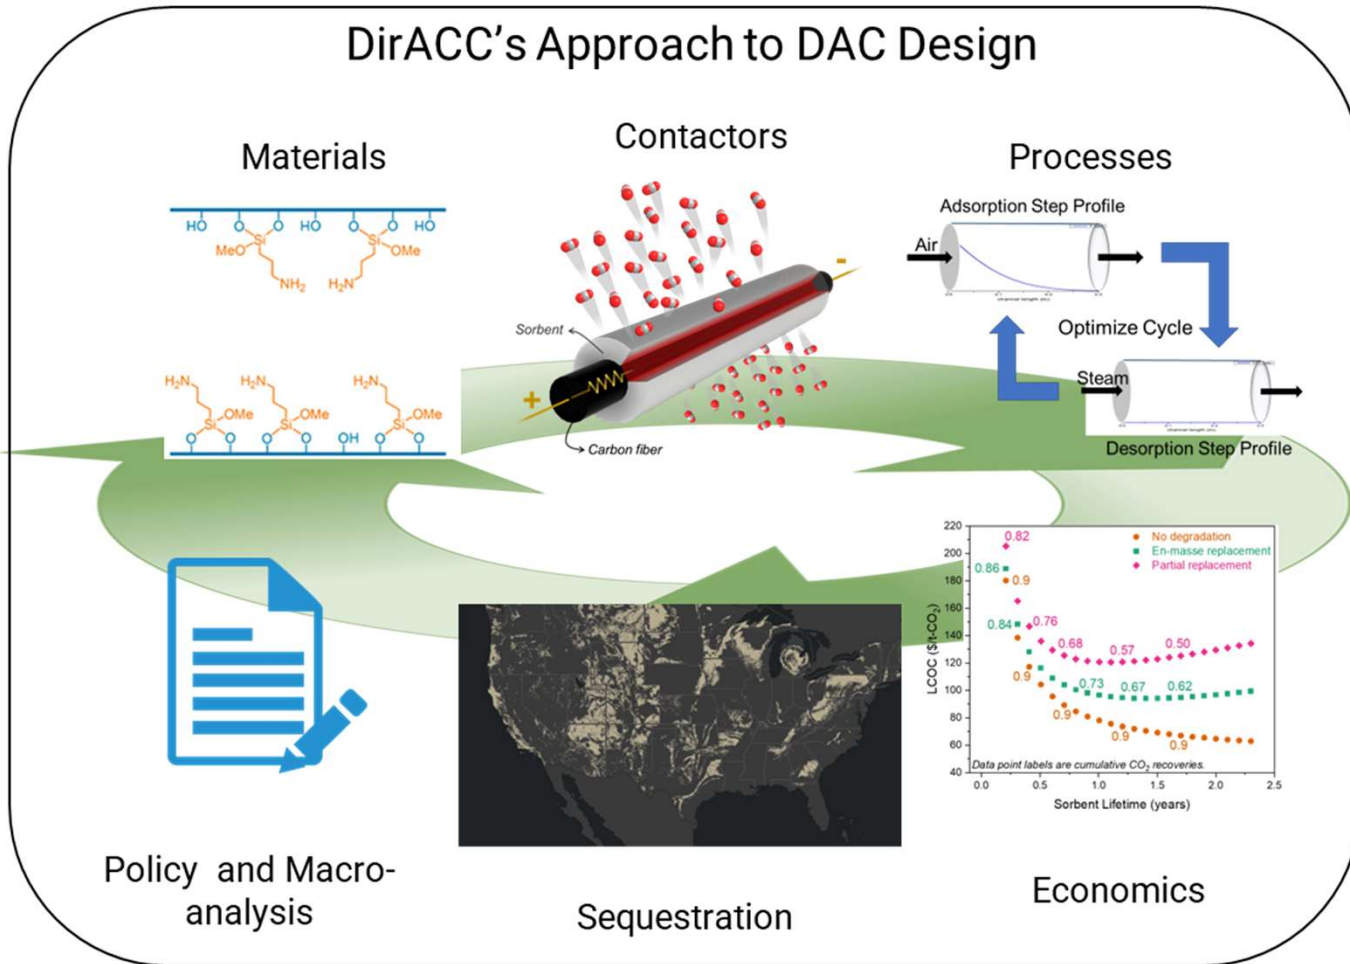 DirACC's Approach to DAC Design
Materials
HO
O
O
HO
O
O
HO
MeO
Si
Si
OMe
NH₂
H₂N
H₂N
H₂N
H₂N
Si
OMe
Si
OMe
Si
OMe
O
O
O
O
OH
O
O
Contactors
-
Sorbent
+
Carbon fiber
Processes
Adsorption Step Profile
Air
Optimize Cycle
Steam
Desorption Step Profile
Policy and Macro-
analysis
Sequestration
220
200
180
160
140
120
100
80
60
40
LCOC ($/t-CO₂)
No degradation
En-masse replacement
Partial replacement
0.82
0.86
0.9
0.84
0.76
0.68
0.57
0.50
0.9
0.73
0.67
0.62
0.9
0.9
0.9
Data point labels are cumulative CO₂ recoveries.
0.0
0.5
1.0
1.5
2.0
2.5
Sorbent Lifetime (years)
Economics